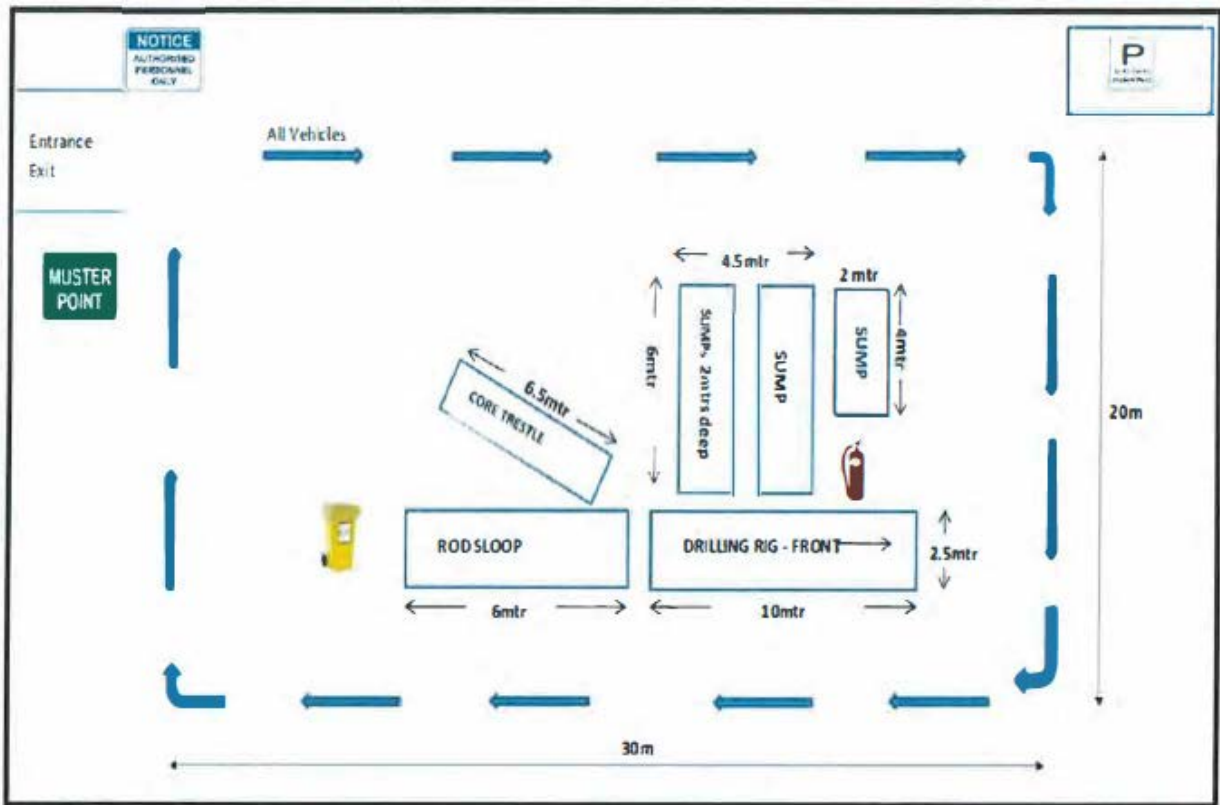 NOTICE
AUTHORISED
PERSONNEL
ONLY
P
Entrance
Exit
All Vehicles
MUSTER
POINT
4.5mtr
2 mtr
6mtr
SUMPs 2mtrs deep
SUMP
SUMP
4mtr
20m
6.5mtr
CORE TRESTLE
ROD SLOOP
DRILLING RIG - FRONT
2.5mtr
6mtr
10mtr
30m